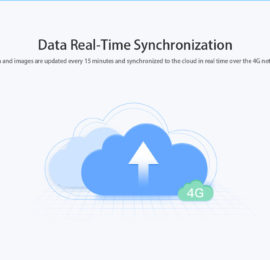 Data Real-Time Synchronization
and images are updated every 15 minutes and synchronized to the cloud in real time over the 4G
4G